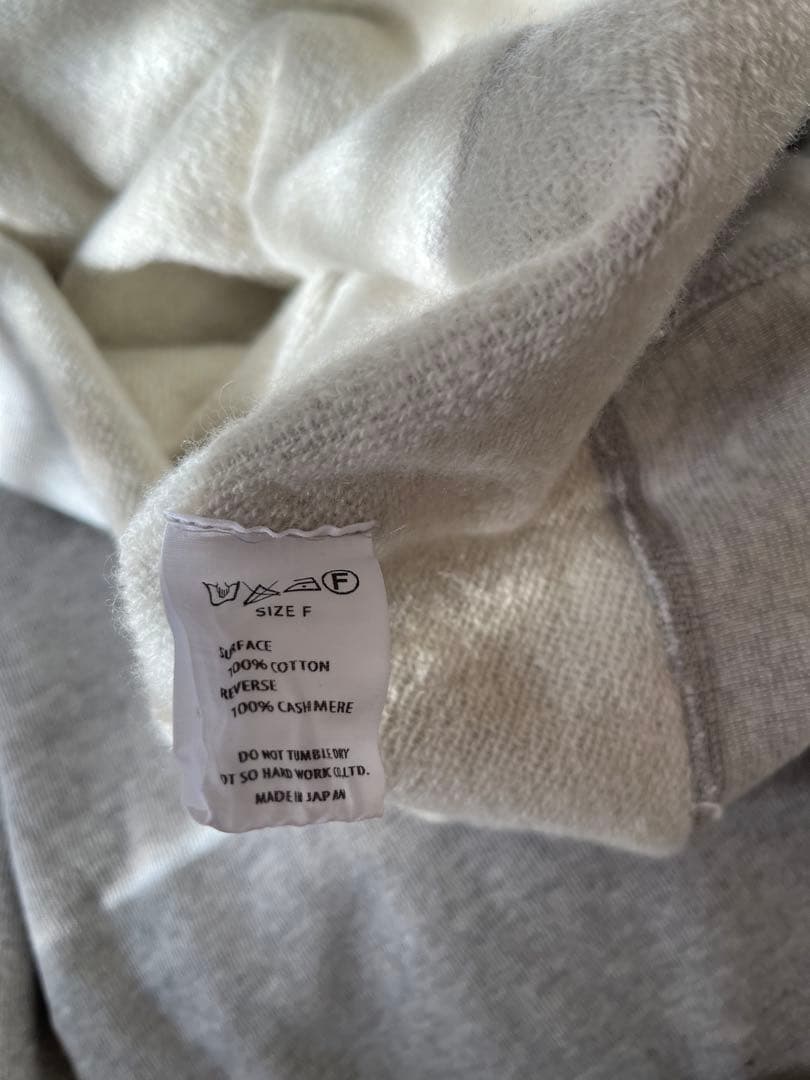 F
SIZE F
SURFACE
100% COTTON
REVERSE
100% CASHMERE
DO NOT TUMBLE DRY
OT SO HARD WORK CO.LTD.
MADE IN JAPAN